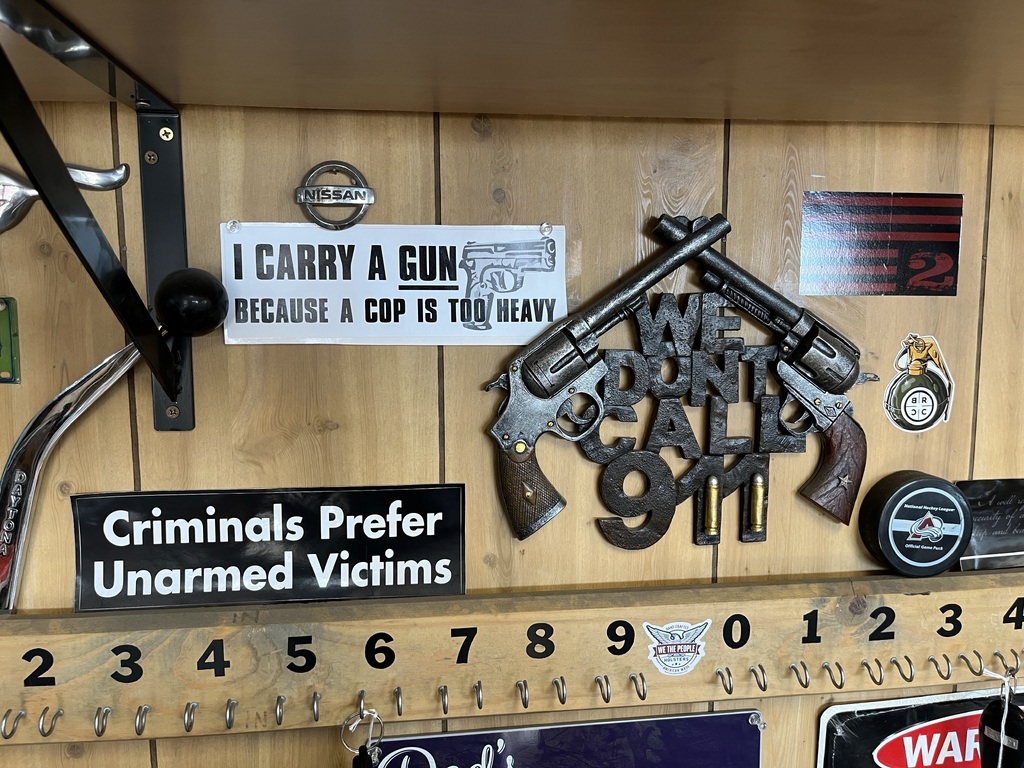 NISSAN
I CARRY A GUN
BECAUSE A COP IS TOO HEAVY
2
WE
DON'T
CALL
911
B R
C C
DAYTONA
National Hockey League
Official Game Puck
Criminals Prefer
Unarmed Victims
2 3 4 5 6 7 8 9 0 1 2 3 4
WE THE PEOPLE
HOLSTERS
IN
Dad's
WAR